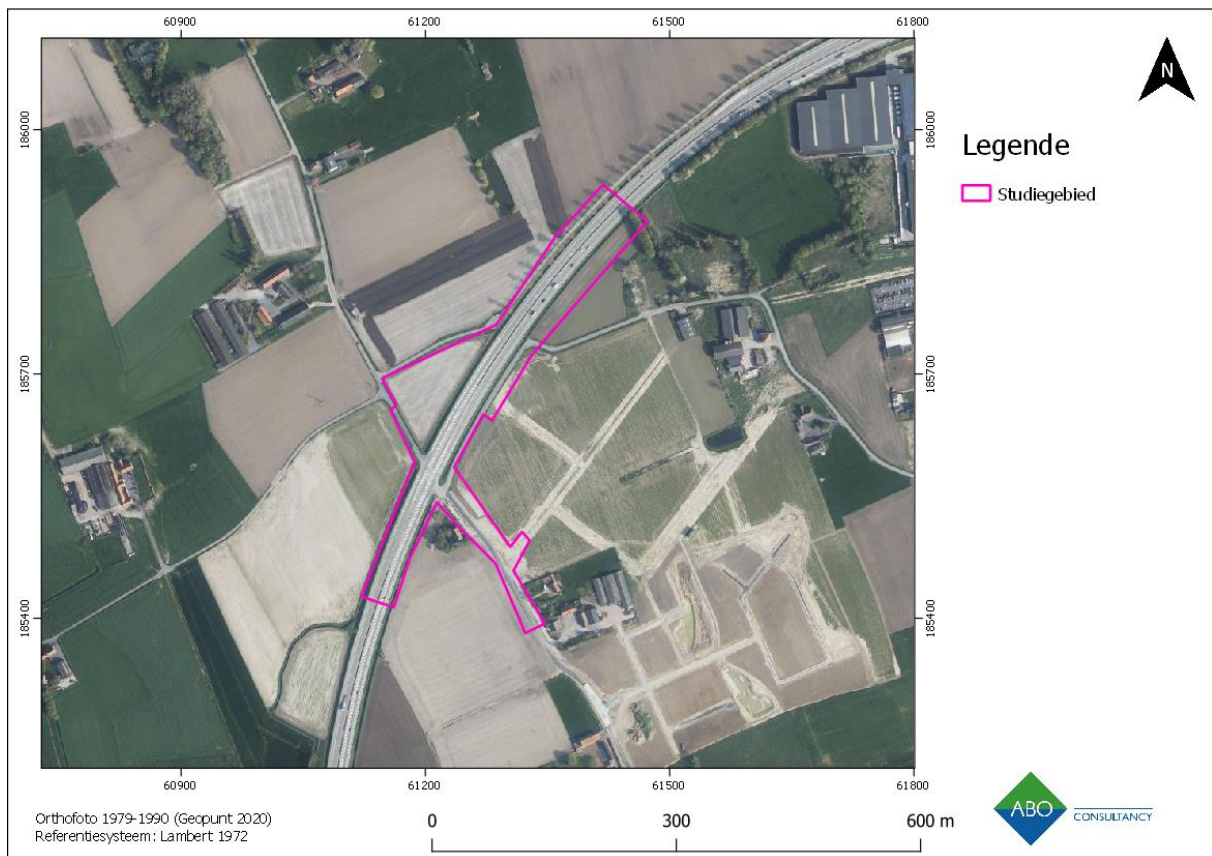 60900 61200 61500 61800
N
186000 186000
Legende
Studiegebied
185700 185700
185400 185400
60900 61200 61500 61800
Orthofoto 1979-1990 (Geopunt 2020)
Referentiesysteem: Lambert 1972
0 300 600 m
ABO CONSULTANCY